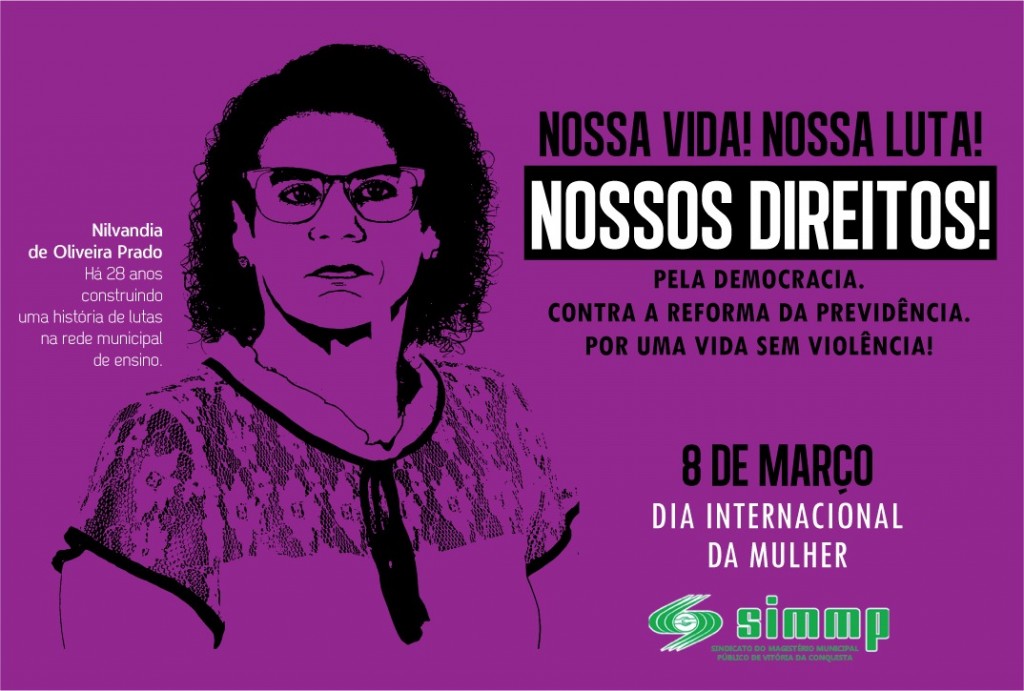 Nilvandia
de Oliveira Prado
Há 28 anos
construindo
uma história de lutas
na rede municipal
de ensino.
NOSSA VIDA! NOSSA LUTA!
NOSSOS DIREITOS!
PELA DEMOCRACIA.
CONTRA A REFORMA DA PREVIDÊNCIA.
POR UMA VIDA SEM VIOLÊNCIA!
8 DE MARÇO
DIA INTERNACIONAL
DA MULHER
simmp
SINDICATO DO MAGISTÉRIO MUNICIPAL
PÚBLICO DE VITÓRIA DA CONQUISTA